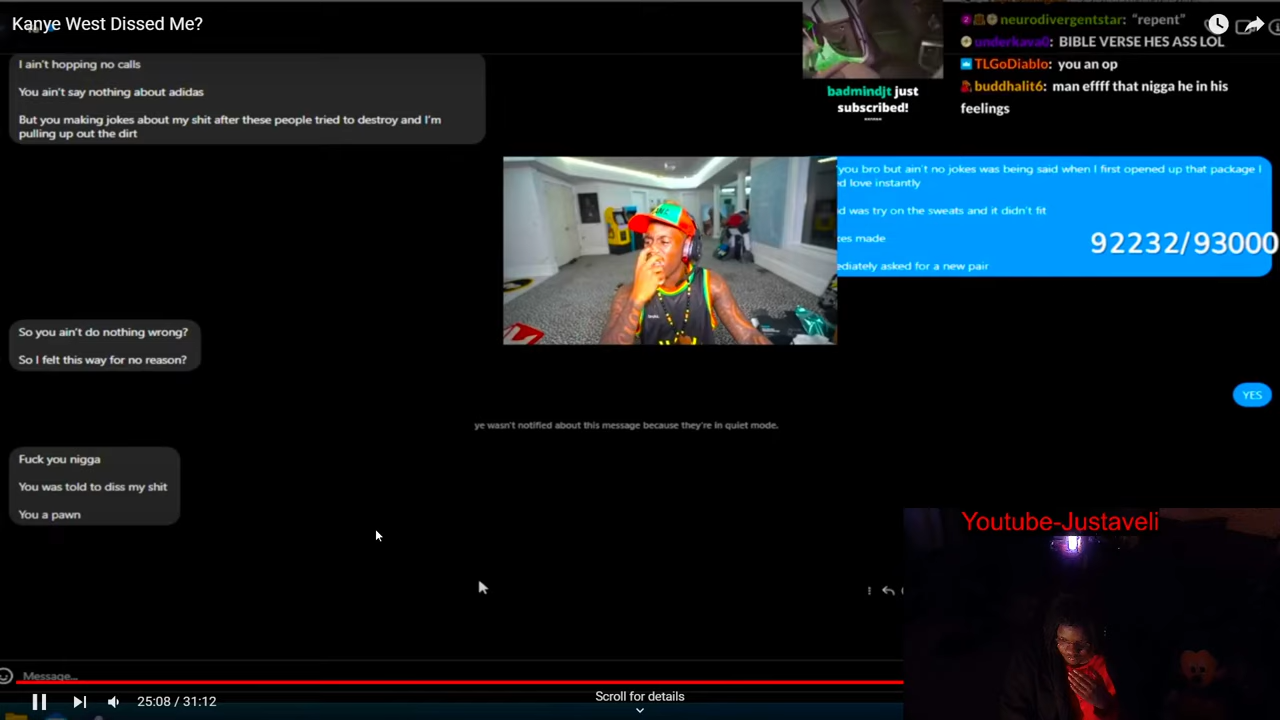 Kanye West Dissed Me?
I ain't hopping no calls
You ain't say nothing about adidas
But you making jokes about my shit after these people tried to destroy and I'm
pulling up out the dirt
badmindjt just
subscribed!
neurodivergentstar: "repent"
underkava0: BIBLE VERSE HES ASS LOL
TLGoDiablo: you an op
buddhalit6: man effff that nigga he in his
feelings
you bro but ain't no jokes was being said when I first opened up that package I
d love instantly
d was try on the sweats and it didn't fit
kes made
92232/93000
ediately asked for a new pair
So you ain't do nothing wrong?
So I felt this way for no reason?
YES
ye wasn't notified about this message because they're in quiet mode.
Fuck you nigga
You was told to diss my shit
You a pawn
Youtube-Justaveli
Message...
25:08 / 31:12
Scroll for details